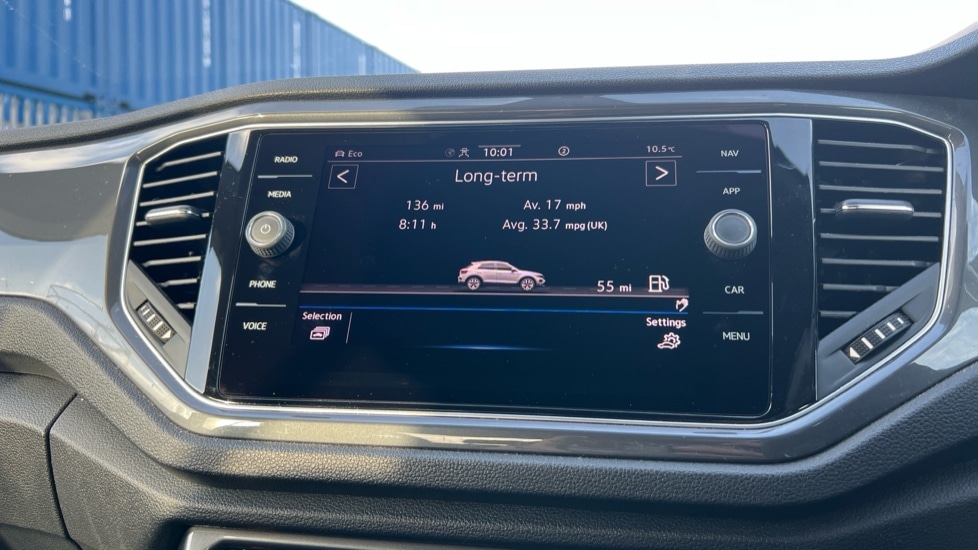 RADIO
MEDIA
PHONE
VOICE
Eco 10:01 2 10.5°C
< Long-term >
136 mi Av. 17 mph
8:11 h Avg. 33.7 mpg (UK)
55 mi
Selection Settings
NAV
APP
CAR
MENU